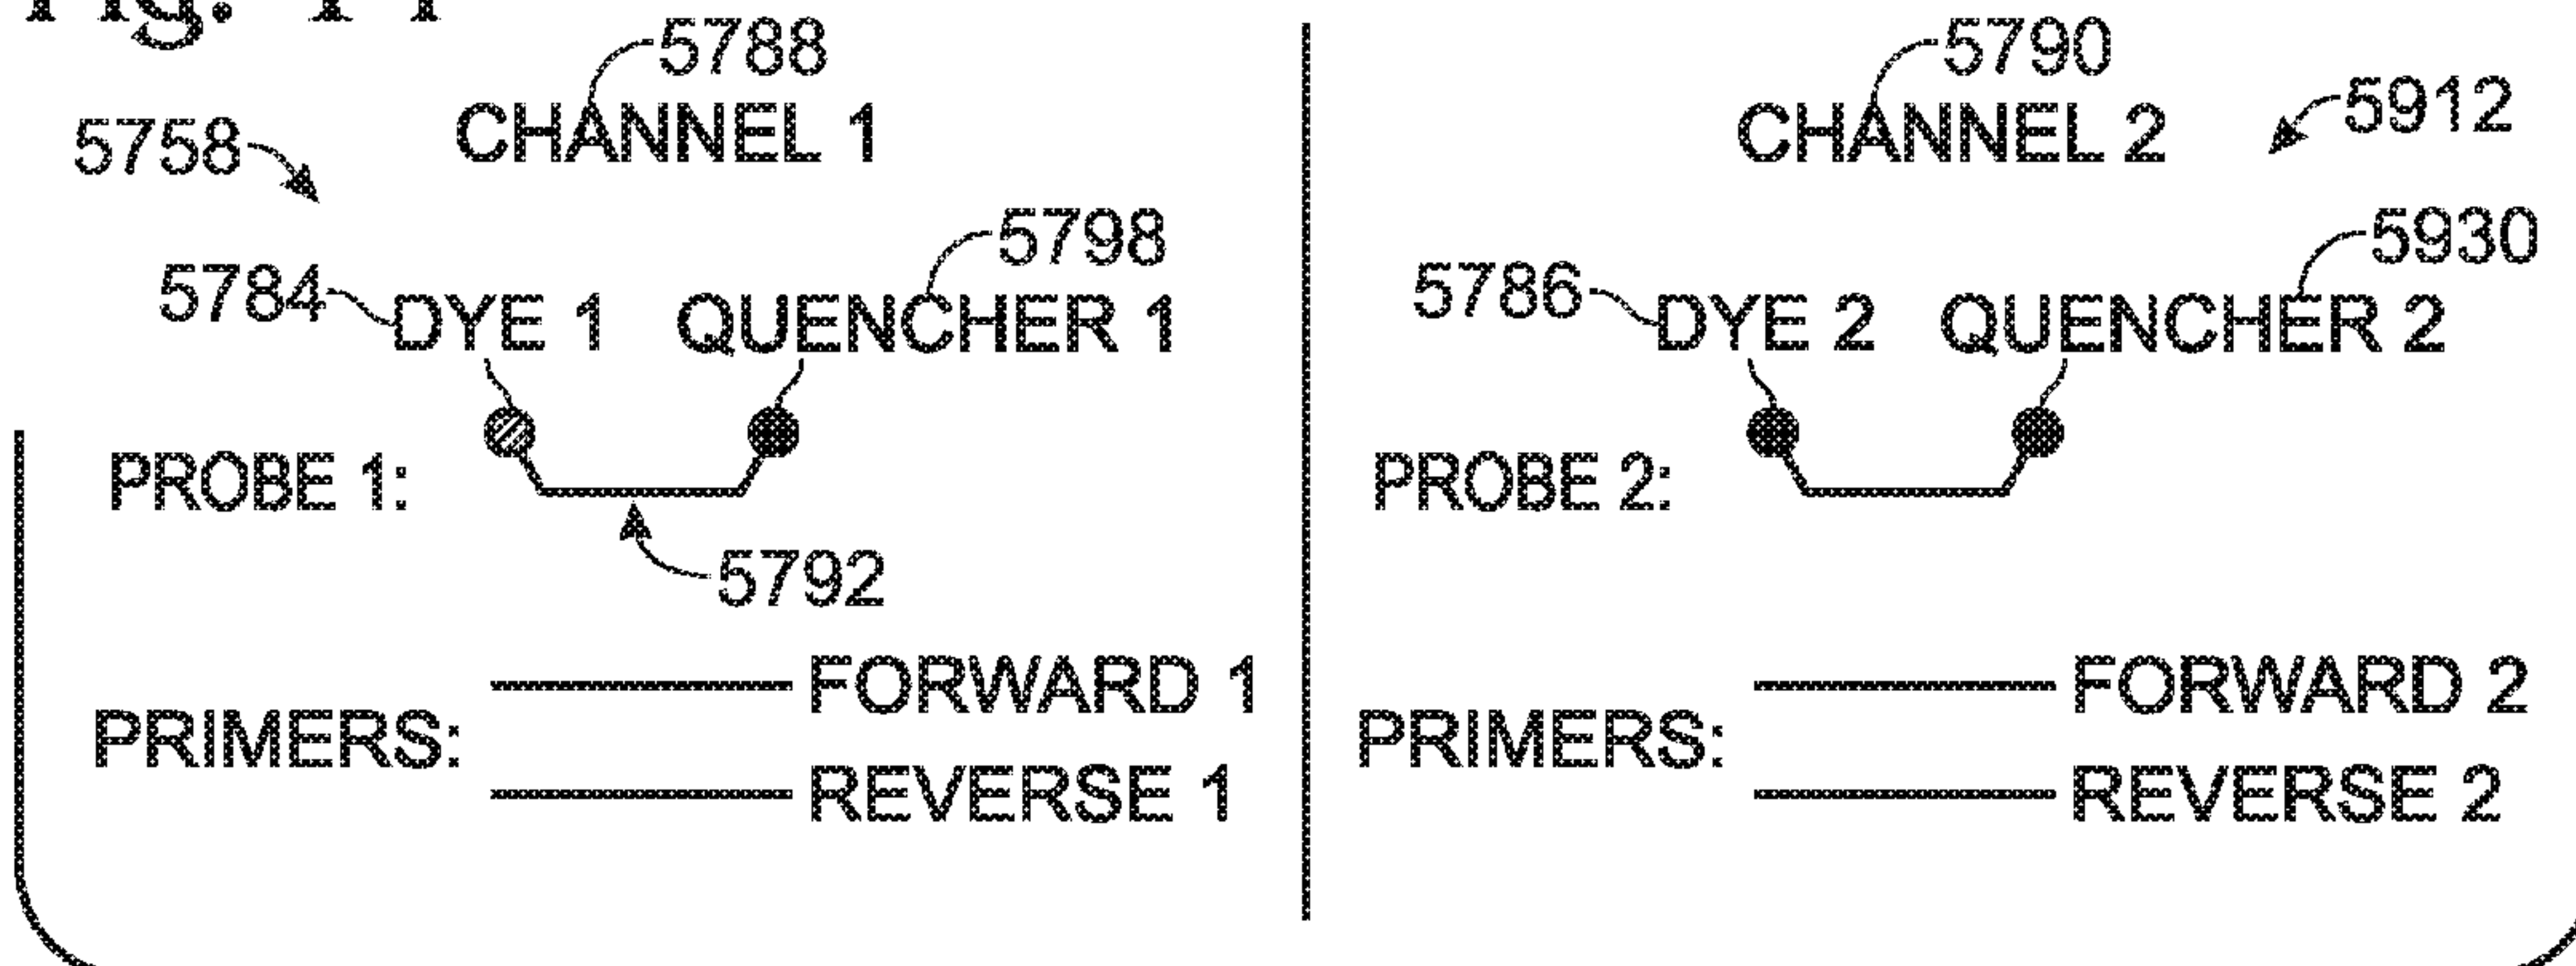 5788
CHANNEL 1
5758
5798
5784 DYE 1 QUENCHER 1
PROBE 1:
5792
FORWARD 1
PRIMERS:
REVERSE 1
5790
CHANNEL 2
5912
5930
5786 DYE 2 QUENCHER 2
PROBE 2:
FORWARD 2
PRIMERS:
REVERSE 2